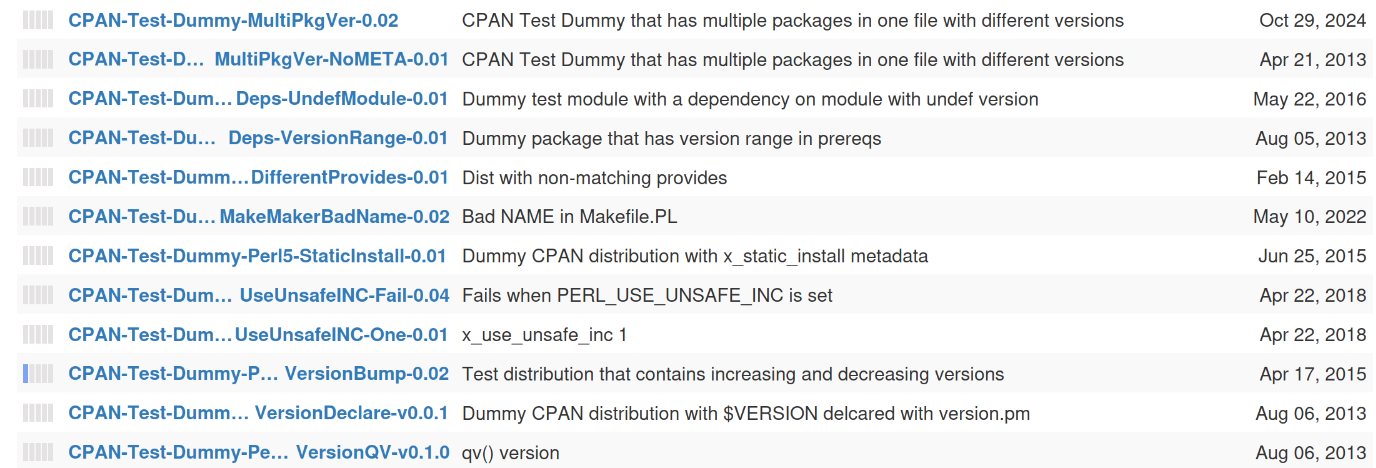 CPAN-Test-Dummy-MultiPkgVer-0.02 CPAN Test Dummy that has multiple packages in one file with different versions Oct 29, 2024
CPAN-Test-D… MultiPkgVer-NoMETA-0.01 CPAN Test Dummy that has multiple packages in one file with different versions Apr 21, 2013
CPAN-Test-Dum… Deps-UndefModule-0.01 Dummy test module with a dependency on module with undef version May 22, 2016
CPAN-Test-Du… Deps-VersionRange-0.01 Dummy package that has version range in prereqs Aug 05, 2013
CPAN-Test-Dumm…DifferentProvides-0.01 Dist with non-matching provides Feb 14, 2015
CPAN-Test-Du… MakeMakerBadName-0.02 Bad NAME in Makefile.PL May 10, 2022
CPAN-Test-Dummy-Perl5-StaticInstall-0.01 Dummy CPAN distribution with x_static_install metadata Jun 25, 2015
CPAN-Test-Dum… UseUnsafeINC-Fail-0.04 Fails when PERL_USE_UNSAFE_INC is set Apr 22, 2018
CPAN-Test-Dum…UseUnsafeINC-One-0.01 x_use_unsafe_inc 1 Apr 22, 2018
CPAN-Test-Dummy-P… VersionBump-0.02 Test distribution that contains increasing and decreasing versions Apr 17, 2015
CPAN-Test-Dumm… VersionDeclare-v0.0.1 Dummy CPAN distribution with $VERSION delcared with version.pm Aug 06, 2013
CPAN-Test-Dummy-Pe… VersionQV-v0.1.0 qv() version Aug 06, 2013